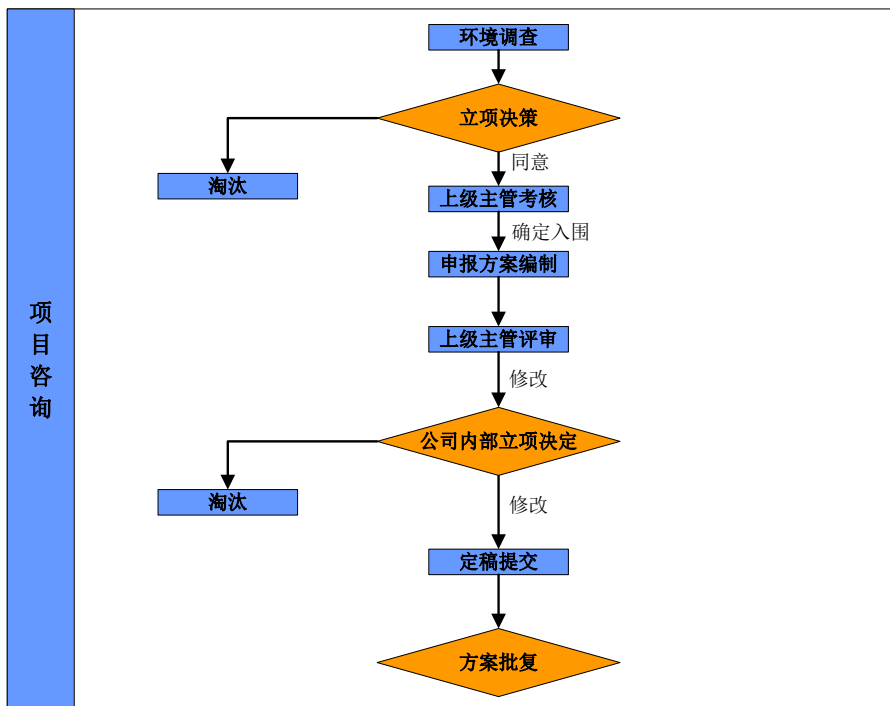 项
目
咨
询
环境调查
立项决策
同意
淘汰
上级主管考核
确定入围
申报方案编制
上级主管评审
修改
公司内部立项决定
淘汰
修改
定稿提交
方案批复